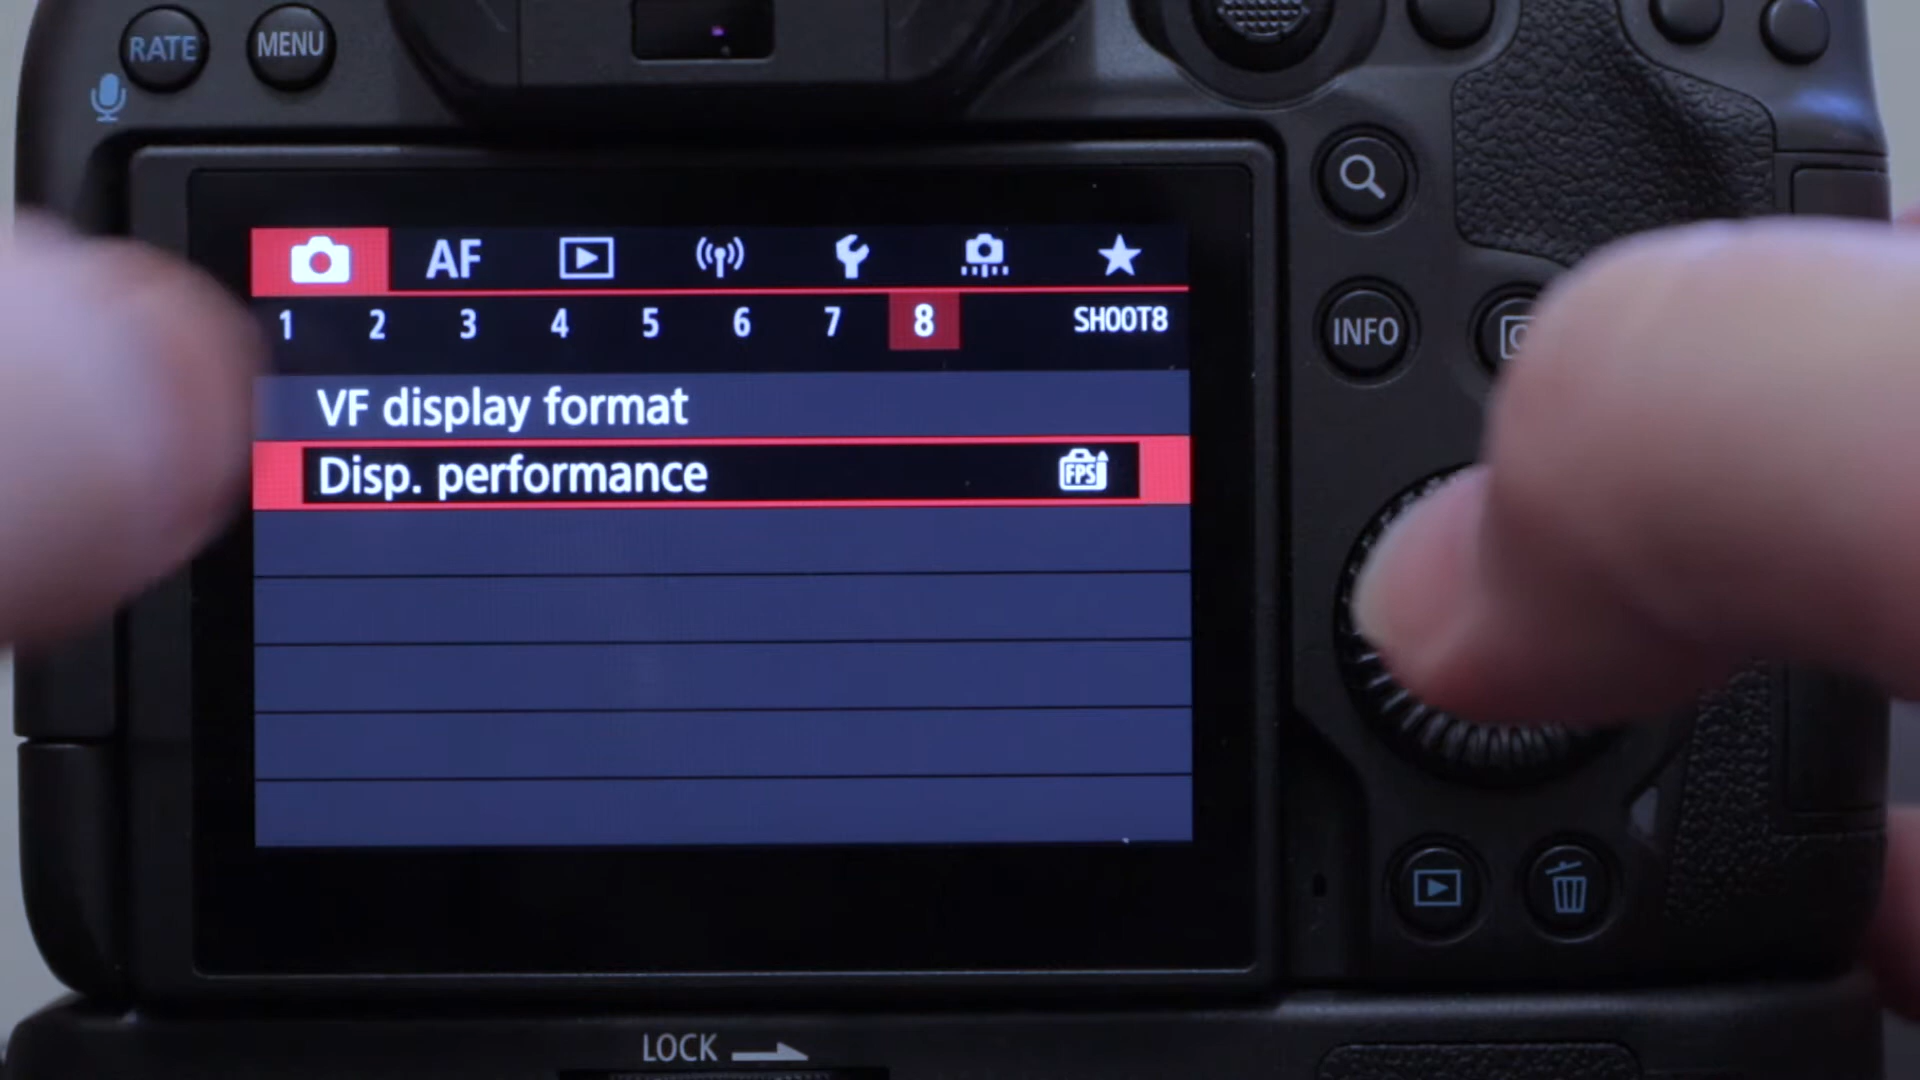 RATE MENU
AF
1 2 3 4 5 6 7 8 SHOOT8
VF display format
Disp. performance FPS
INFO
LOCK